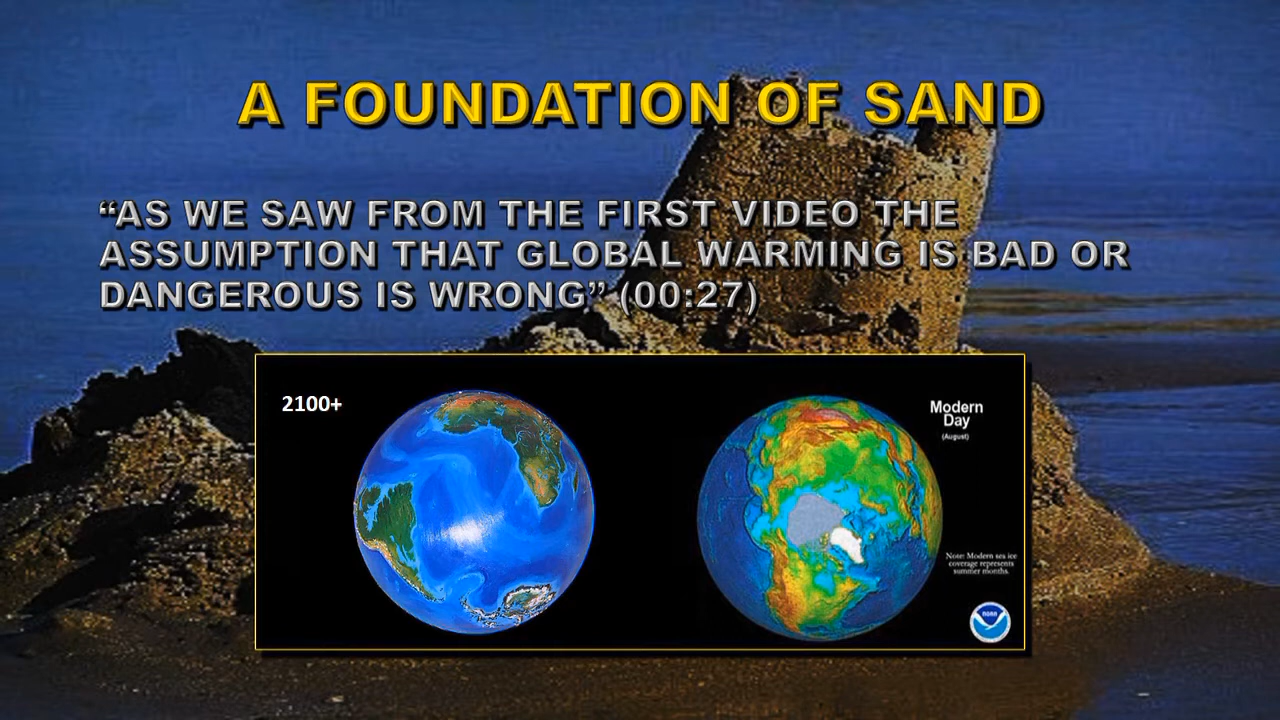 A FOUNDATION OF SAND
“AS WE SAW FROM THE FIRST VIDEO THE
ASSUMPTION THAT GLOBAL WARMING IS BAD OR
DANGEROUS IS WRONG” (00:27)
2100+
Modern
Day
(August)
Note: Modern sea ice
coverage represents
summer months.
noaa